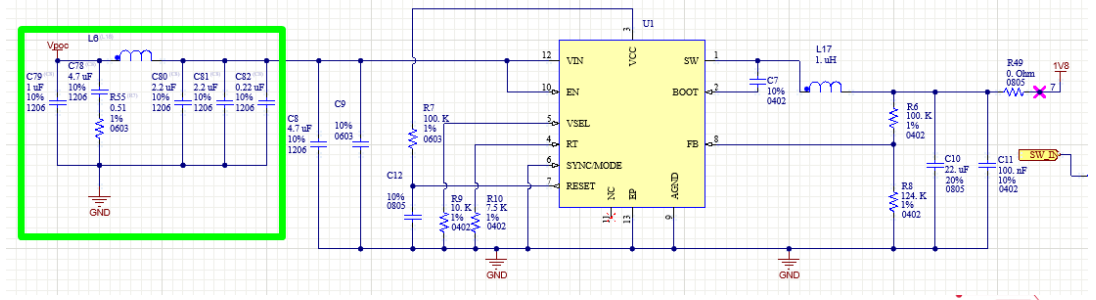 Vpoc
L6
C79
1 uF
10%
1206
C78
4.7 uF
10%
1206
R55
0.51
1%
0603
C80
2.2 uF
10%
1206
C81
2.2 uF
10%
1206
C82
0.22 uF
10%
1206
GND
C8
4.7 uF
10%
1206
C9
10%
0603
R7
100. K
1%
0603
C12
10%
0805
R9
10. K
1%
0402
R10
7.5 K
1%
0402
U1
3
VCC
12
VIN
10
EN
5
VSEL
4
RT
6
SYNC/MODE
7
RESET
1
SW
2
BOOT
8
FB
NC
11
EP
13
AGND
9
GND
C7
10%
0402
L17
1. uH
R6
100. K
1%
0402
R8
124. K
1%
0402
C10
22. uF
20%
0805
C11
100. nF
10%
0402
R49
0. Ohm
0805
1V8
7
GND